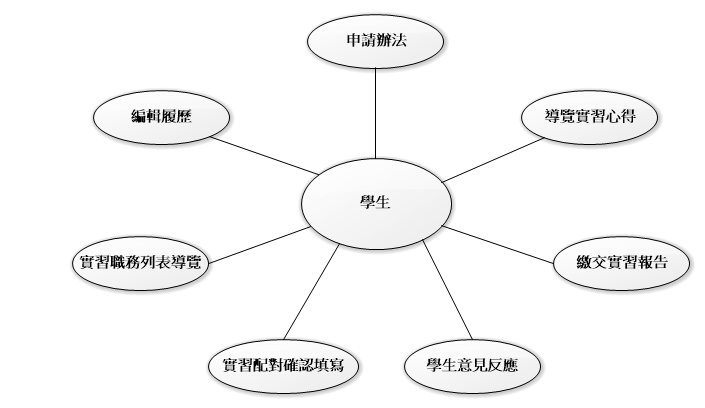 申請辦法
編輯履歷
導覽實習心得
學生
實習職務列表導覽
繳交實習報告
實習配對確認填寫
學生意見反應